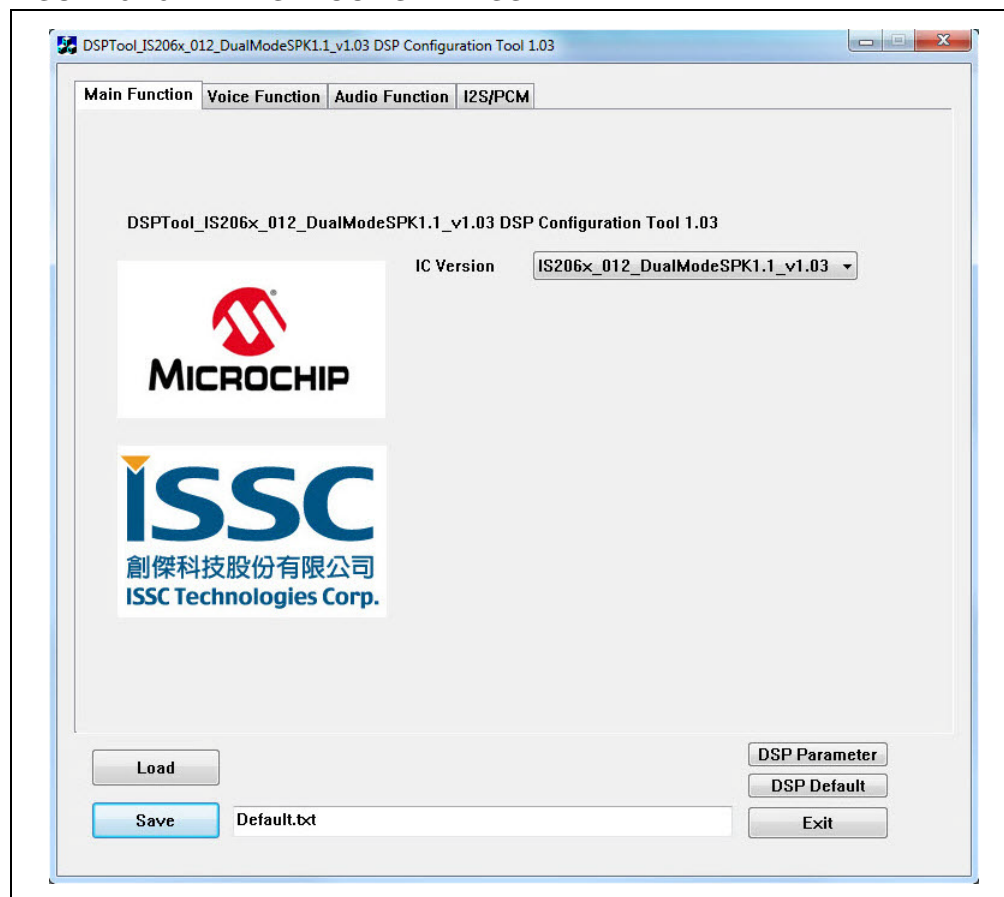 DSPTool_IS206x_012_DualModeSPK1.1_v1.03 DSP Configuration Tool 1.03
Main Function Voice Function Audio Function I2S/PCM
DSPTool_IS206x_012_DualModeSPK1.1_v1.03 DSP Configuration Tool 1.03
IC Version IS206x_012_DualModeSPK1.1_v1.03
MICROCHIP
ISSC
創傑科技股份有限公司
ISSC Technologies Corp.
Load
DSP Parameter
DSP Default
Save Default.txt Exit